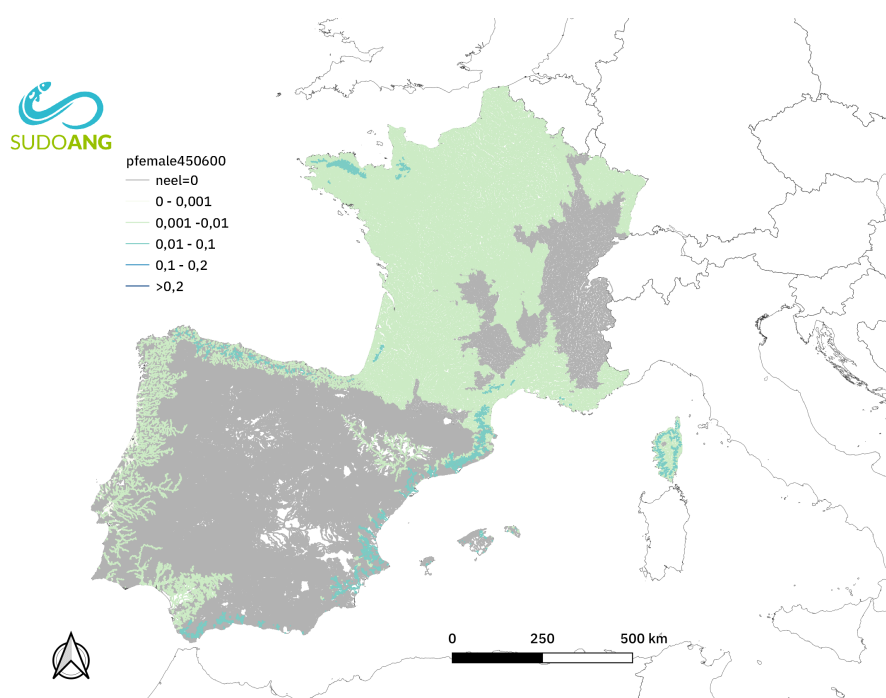 SUDOANG
pfemale450600
neel=0
0 - 0,001
0,001 -0,01
0,01 - 0,1
0,1 - 0,2
>0,2
0 250 500 km